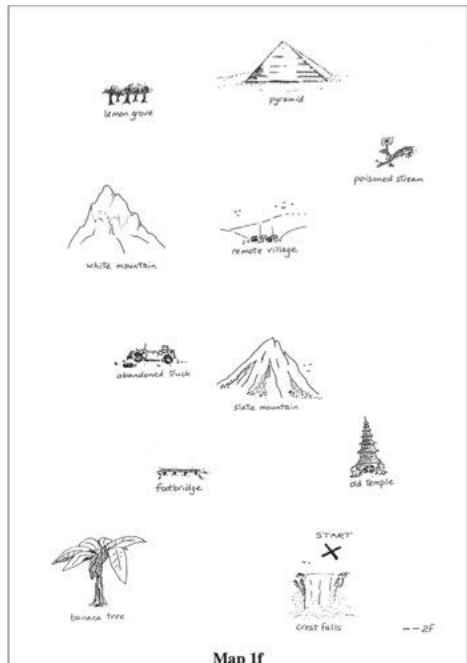 pyramid
lemon grove
poisoned stream
remote village
white mountain
abandoned truck
slate mountain
old temple
footbridge
START
banana tree
crest falls
2f
Map 1f